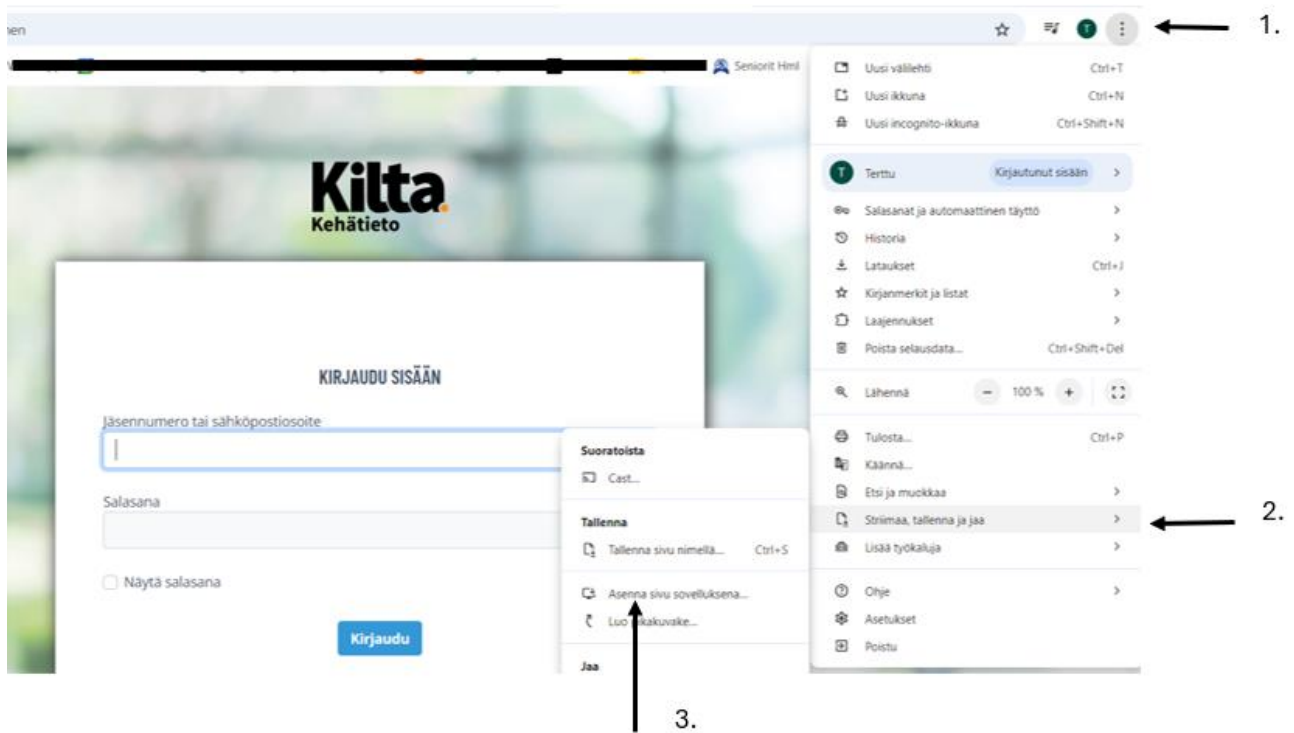 nen
1.
Seniorit Hml
Uusi välilehti Ctrl+T
Uusi ikkuna Ctrl+N
Uusi incognito-ikkuna Ctrl+Shift+N
T Terttu Kirjautunut sisään
Salasanat ja automaattinen täyttö
Historia
Lataukset Ctrl+J
Kirjanmerkit ja listat
Laajennukset
Poista selausdata... Ctrl+Shift+Del
Lähennä - 100 % +
Tulosta... Ctrl+P
Käännä...
Etsi ja muokkaa
Striimaa, tallenna ja jaa
2.
Lisää työkaluja
Ohje
Asetukset
Poistu
Kilta.
Kehätieto
KIRJAUDU SISÄÄN
Jäsennumero tai sähköpostiosoite
Salasana
Näytä salasana
Kirjaudu
Suoratoista
Cast...
Tallenna
Tallenna sivu nimellä... Ctrl+S
Asenna sivu sovelluksena...
Luo
Jaa
3.